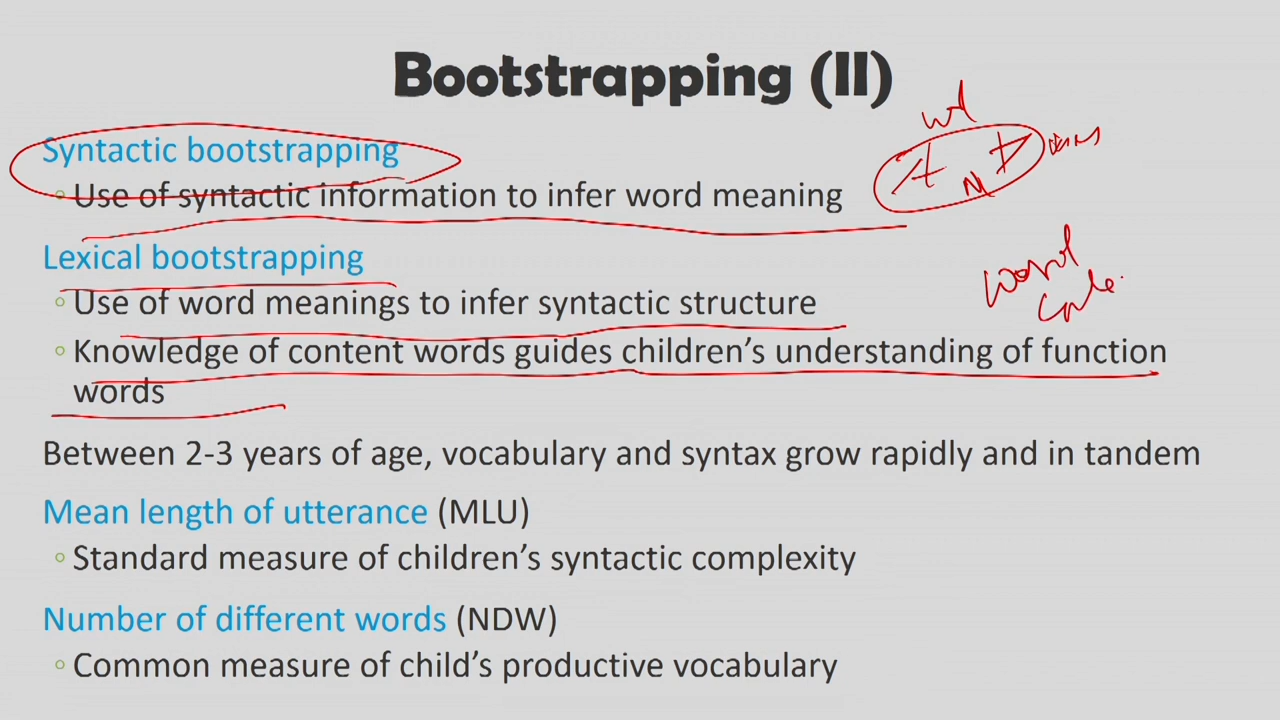 Bootstrapping (II)
Syntactic bootstrapping
◦ Use of syntactic information to infer word meaning
Lexical bootstrapping
◦ Use of word meanings to infer syntactic structure
◦ Knowledge of content words guides children's understanding of function
words
word
Between 2-3 years of age, vocabulary and syntax grow rapidly and in tandem
Mean length of utterance (MLU)
◦ Standard measure of children's syntactic complexity
Number of different words (NDW)
◦ Common measure of child's productive vocabulary